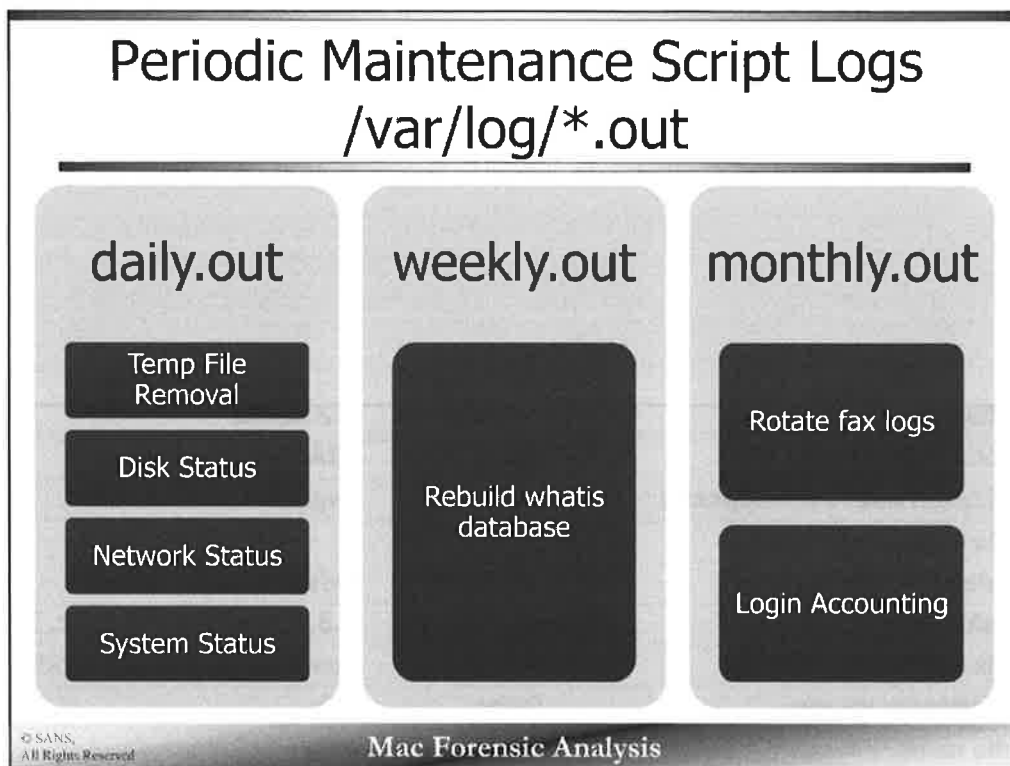 Periodic Maintenance Script Logs
/var/log/*.out
daily.out
Temp File
Removal
Disk Status
Network Status
System Status
weekly.out
Rebuild whatis
database
monthly.out
Rotate fax logs
Login Accounting
© SANS,
All Rights Reserved
Mac Forensic Analysis